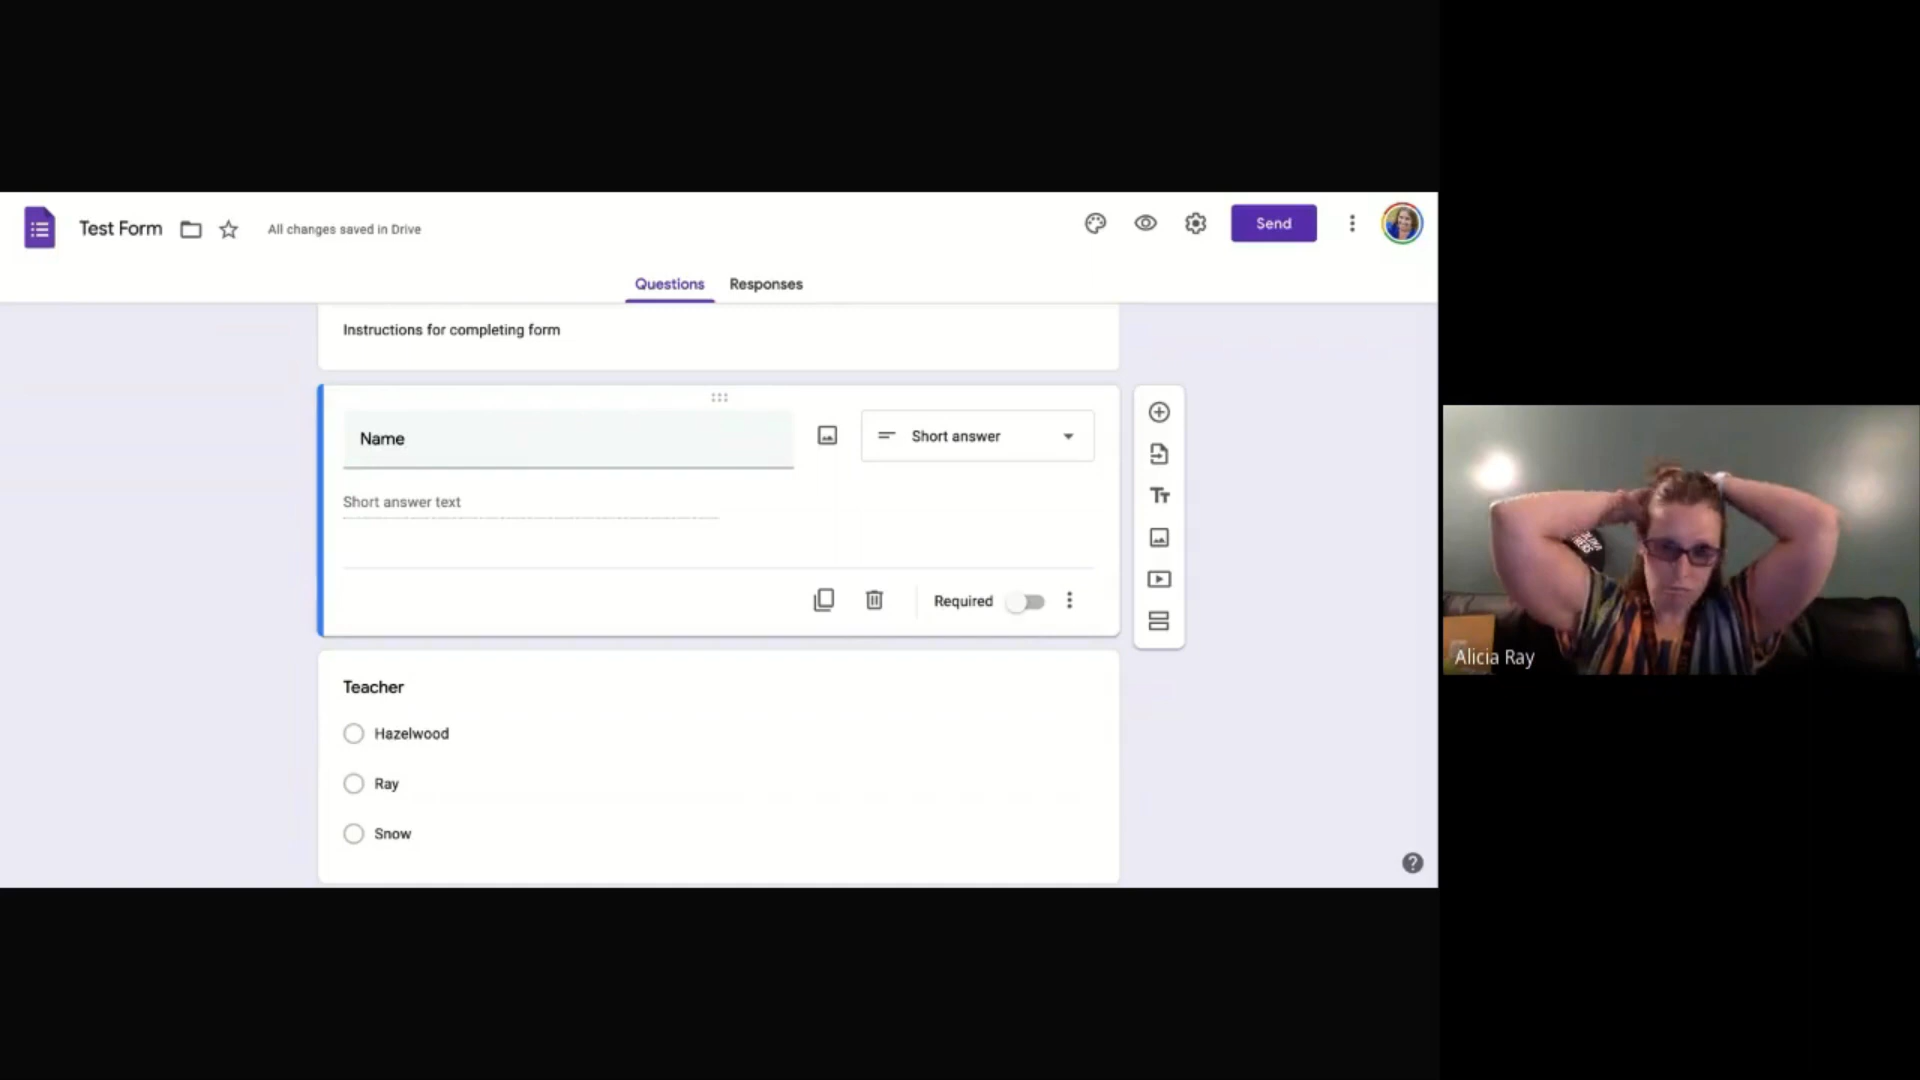 Test Form
All changes saved in Drive
Send
Questions
Responses
Instructions for completing form
Name
Short answer
Short answer text
Required
Teacher
Hazelwood
Ray
Snow
Alicia Ray